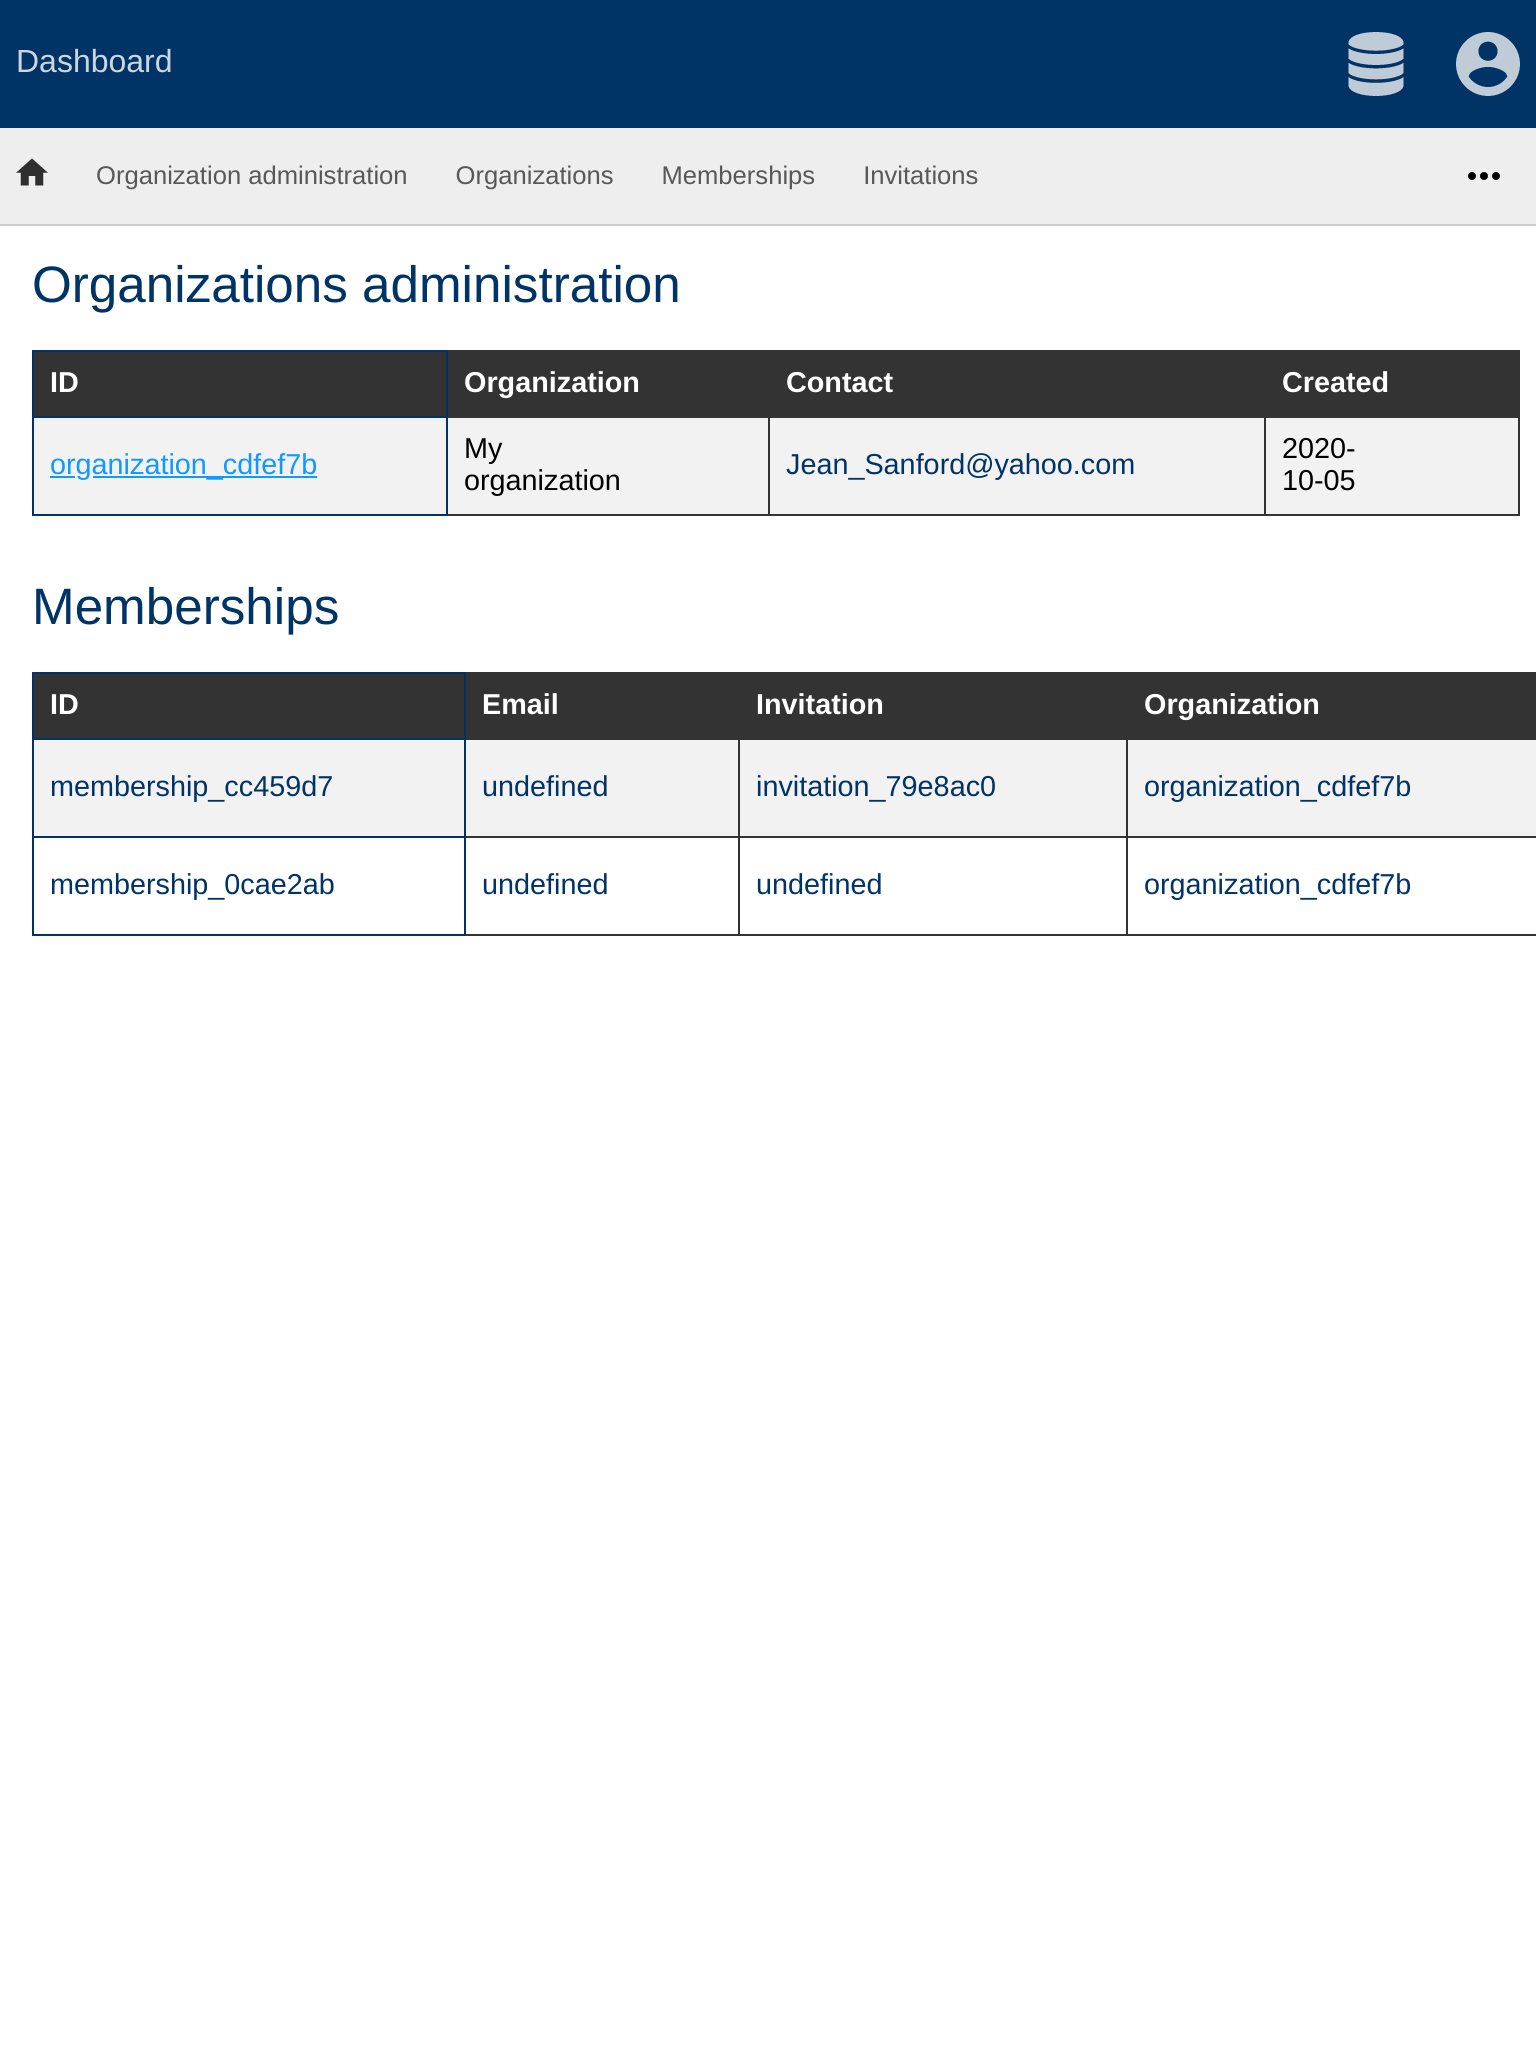 Dashboard
Organization administration Organizations Memberships Invitations
Organizations administration
ID Organization Contact Created
organization_cdfef7b My organization Jean_Sanford@yahoo.com 2020-10-05
Memberships
ID Email Invitation Organization
membership_cc459d7 undefined invitation_79e8ac0 organization_cdfef7b
membership_0cae2ab undefined undefined organization_cdfef7b